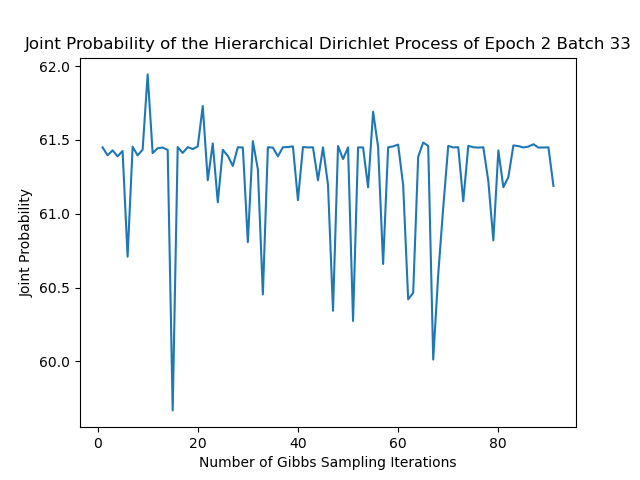 Joint Probability of the Hierarchical Dirichlet Process of Epoch 2 Batch 33
62.0
61.5
61.0
60.5
60.0
Joint Probability
0 20 40 60 80
Number of Gibbs Sampling Iterations